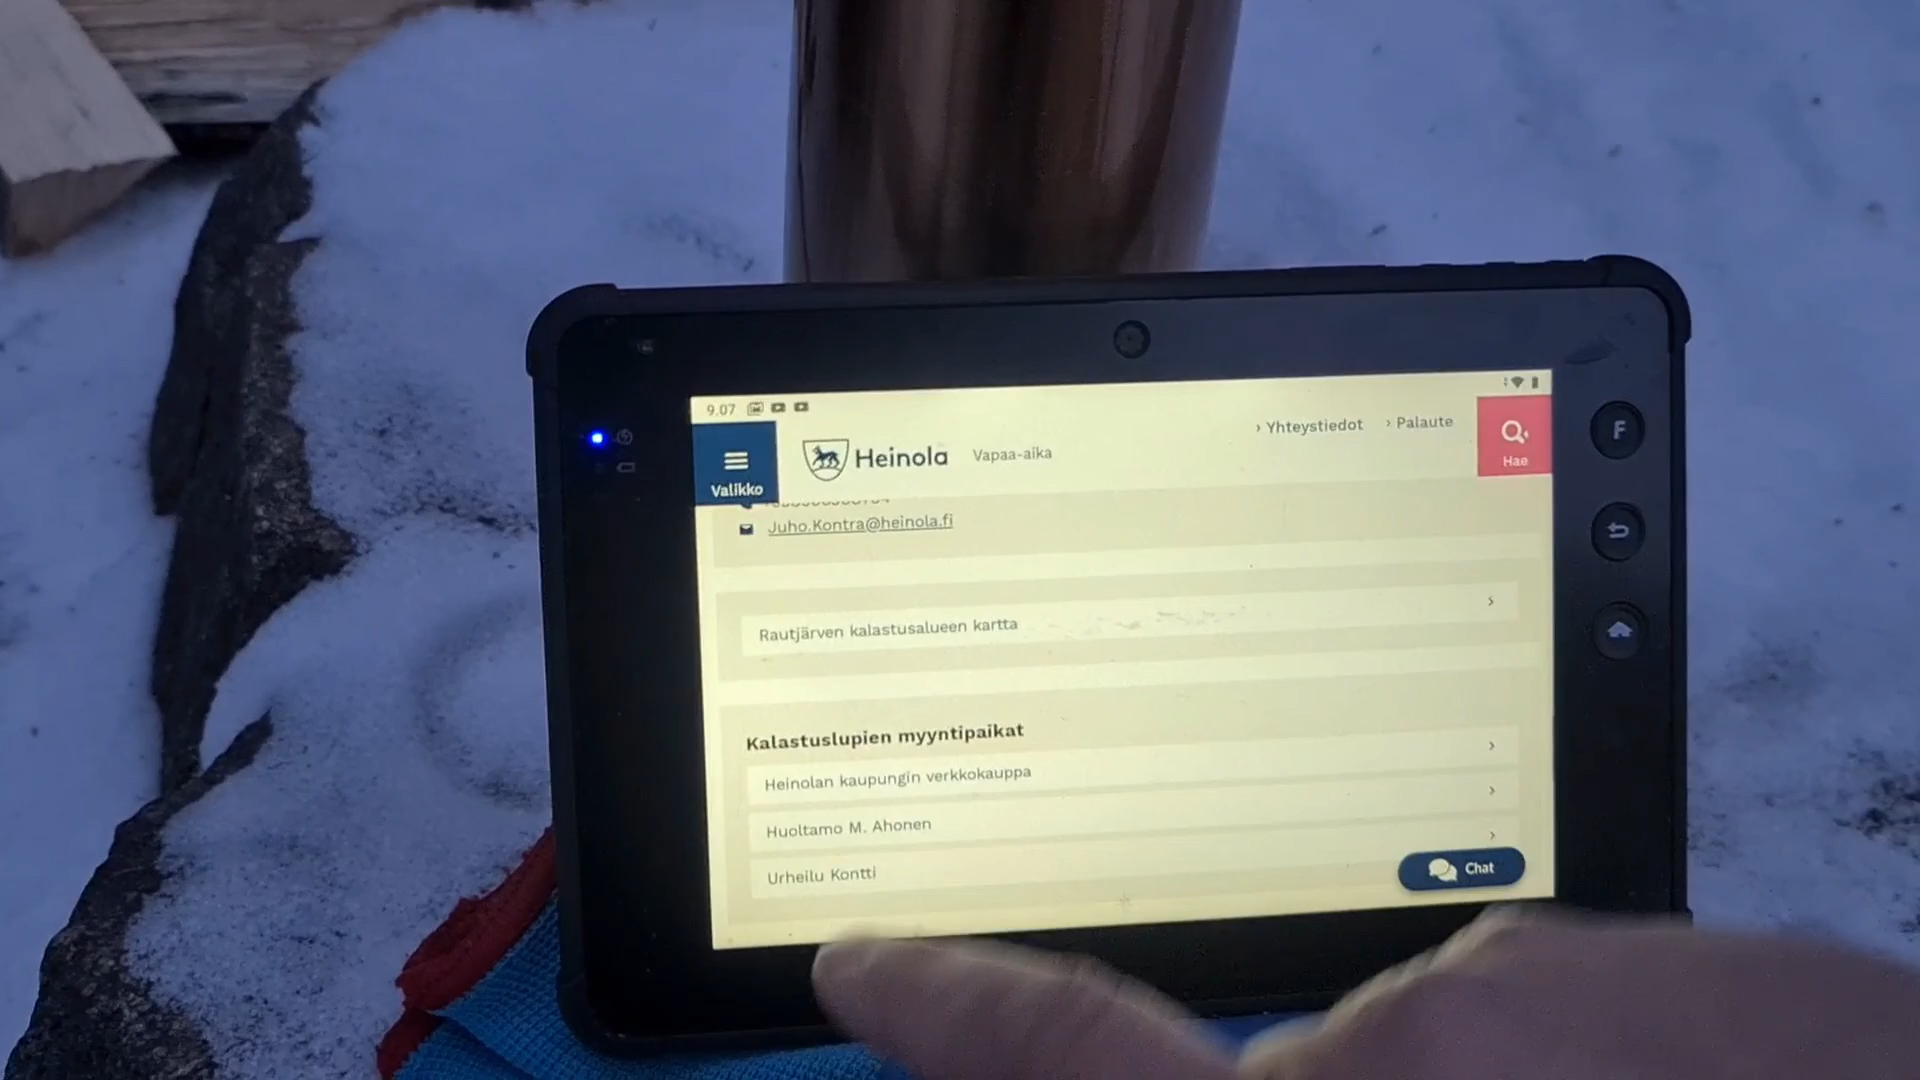 9.07
Valikko
Heinola
Vapaa-aika
› Yhteystiedot
› Palaute
Hae
Juho.Kontra@heinola.fi
Rautjärven kalastusalueen kartta
Kalastuslupien myyntipaikat
Heinolan kaupungin verkkokauppa
Huoltamo M. Ahonen
Urheilu Kontti
Chat
F